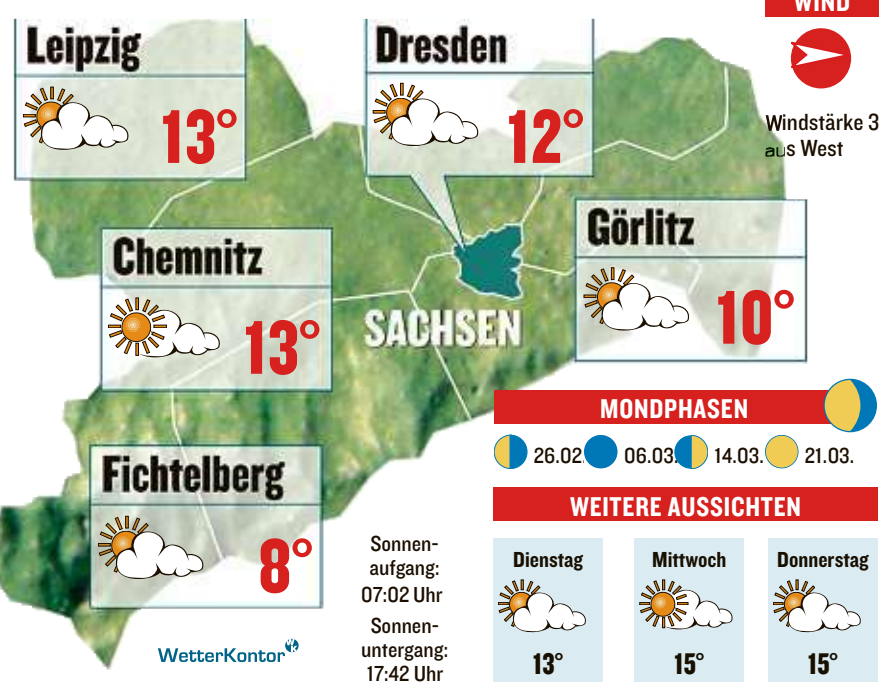 WIND
Windstärke 3
aus West
Leipzig
13°
Dresden
12°
Görlitz
10°
Chemnitz
13°
SACHSEN
Fichtelberg
8°
WetterKontor
Sonnen-
aufgang:
07:02 Uhr
Sonnen-
untergang:
17:42 Uhr
MONDPHASEN
26.02. 06.03. 14.03. 21.03.
WEITERE AUSSICHTEN
Dienstag Mittwoch Donnerstag
13° 15° 15°